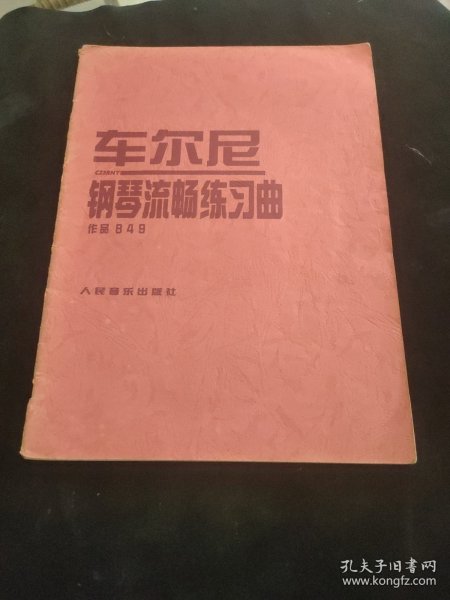 车尔尼
CZERNY
钢琴流畅练习曲
作品849
人民音乐出版社
孔夫子旧书网
www.kongfz.com